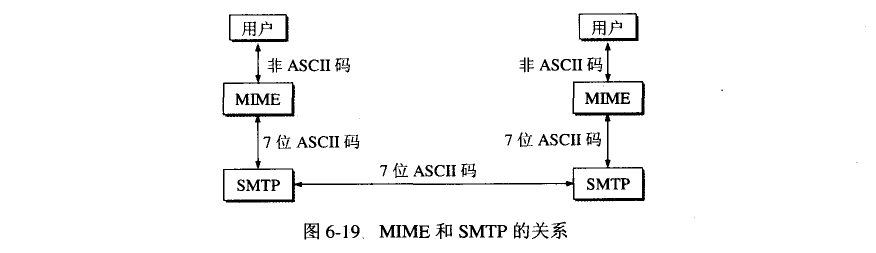 用户 用户
非 ASCII 码 非 ASCII 码
MIME MIME
7 位 ASCII 码 7 位 ASCII 码
7 位 ASCII 码
SMTP SMTP
图 6-19 MIME 和 SMTP 的关系